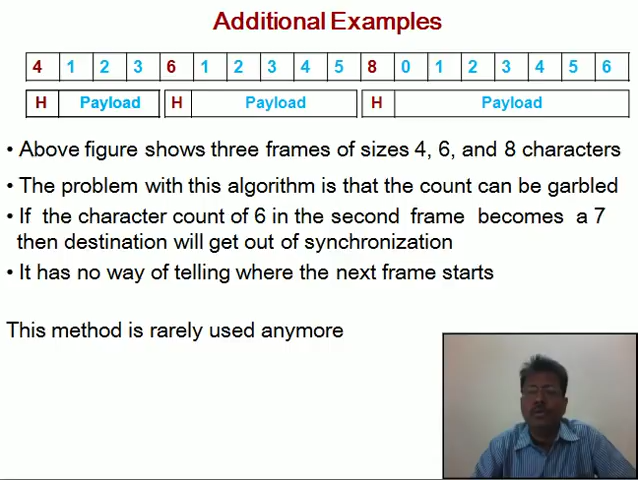 Additional Examples
4 1 2 3 6 1 2 3 4 5 8 0 1 2 3 4 5 6
H Payload H Payload H Payload
• Above figure shows three frames of sizes 4, 6, and 8 characters
• The problem with this algorithm is that the count can be garbled
• If the character count of 6 in the second frame becomes a 7
then destination will get out of synchronization
• It has no way of telling where the next frame starts
This method is rarely used anymore